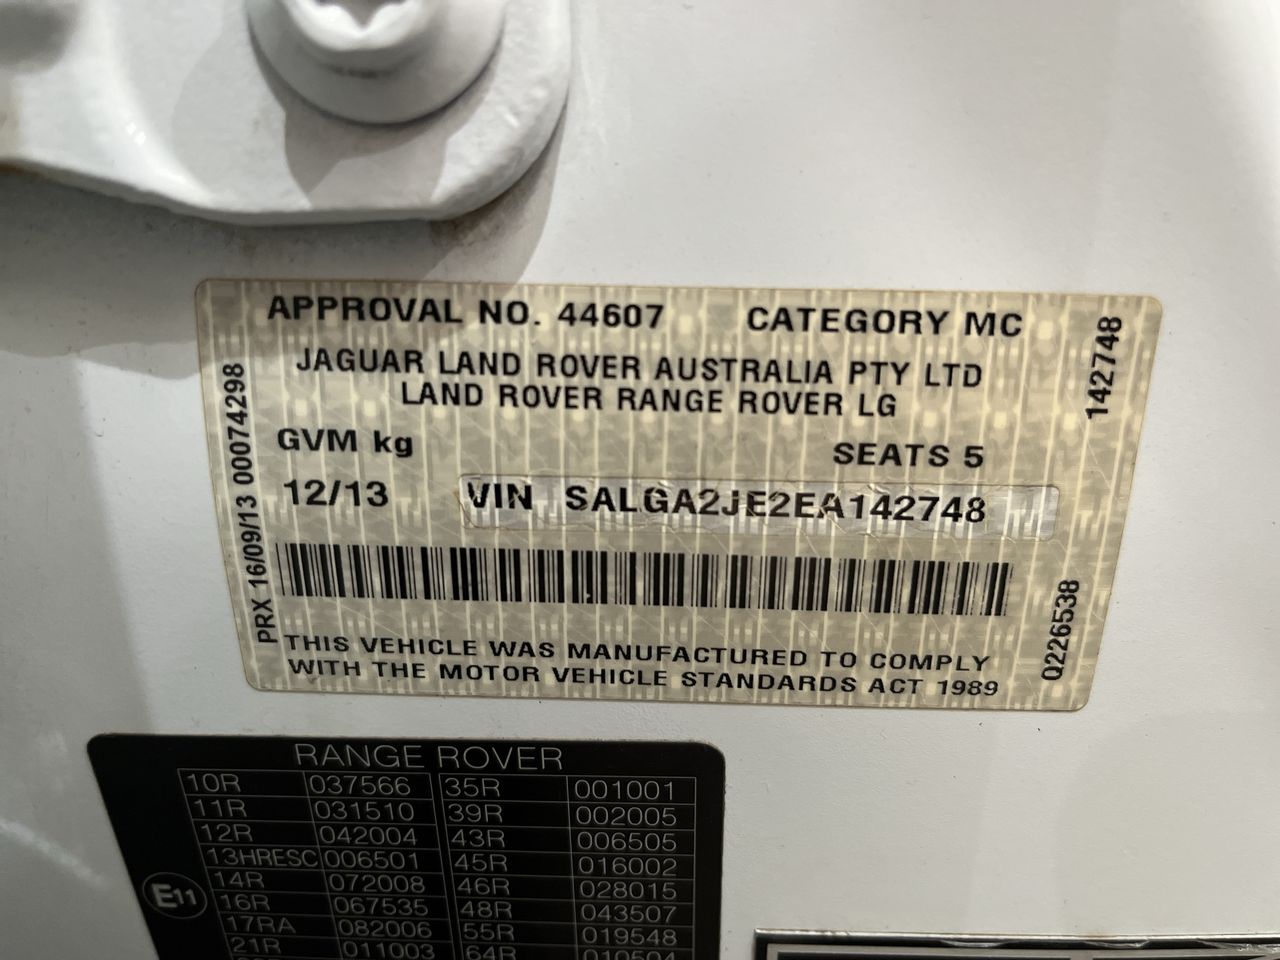 APPROVAL NO. 44607 CATEGORY MC
JAGUAR LAND ROVER AUSTRALIA PTY LTD
LAND ROVER RANGE ROVER LG
GVM kg SEATS 5
12/13 VIN SALGA2JE2EA142748
THIS VEHICLE WAS MANUFACTURED TO COMPLY
WITH THE MOTOR VEHICLE STANDARDS ACT 1989
PRX 16/09/13 00074298
142748
Q226538
RANGE ROVER
10R 037566 35R 001001
11R 031510 39R 002005
12R 042004 43R 006505
13HRESC 006501 45R 016002
14R 072008 46R 028015
16R 067535 48R 043507
17RA 082006 55R 019548
21R 011003 64R 010504
E11